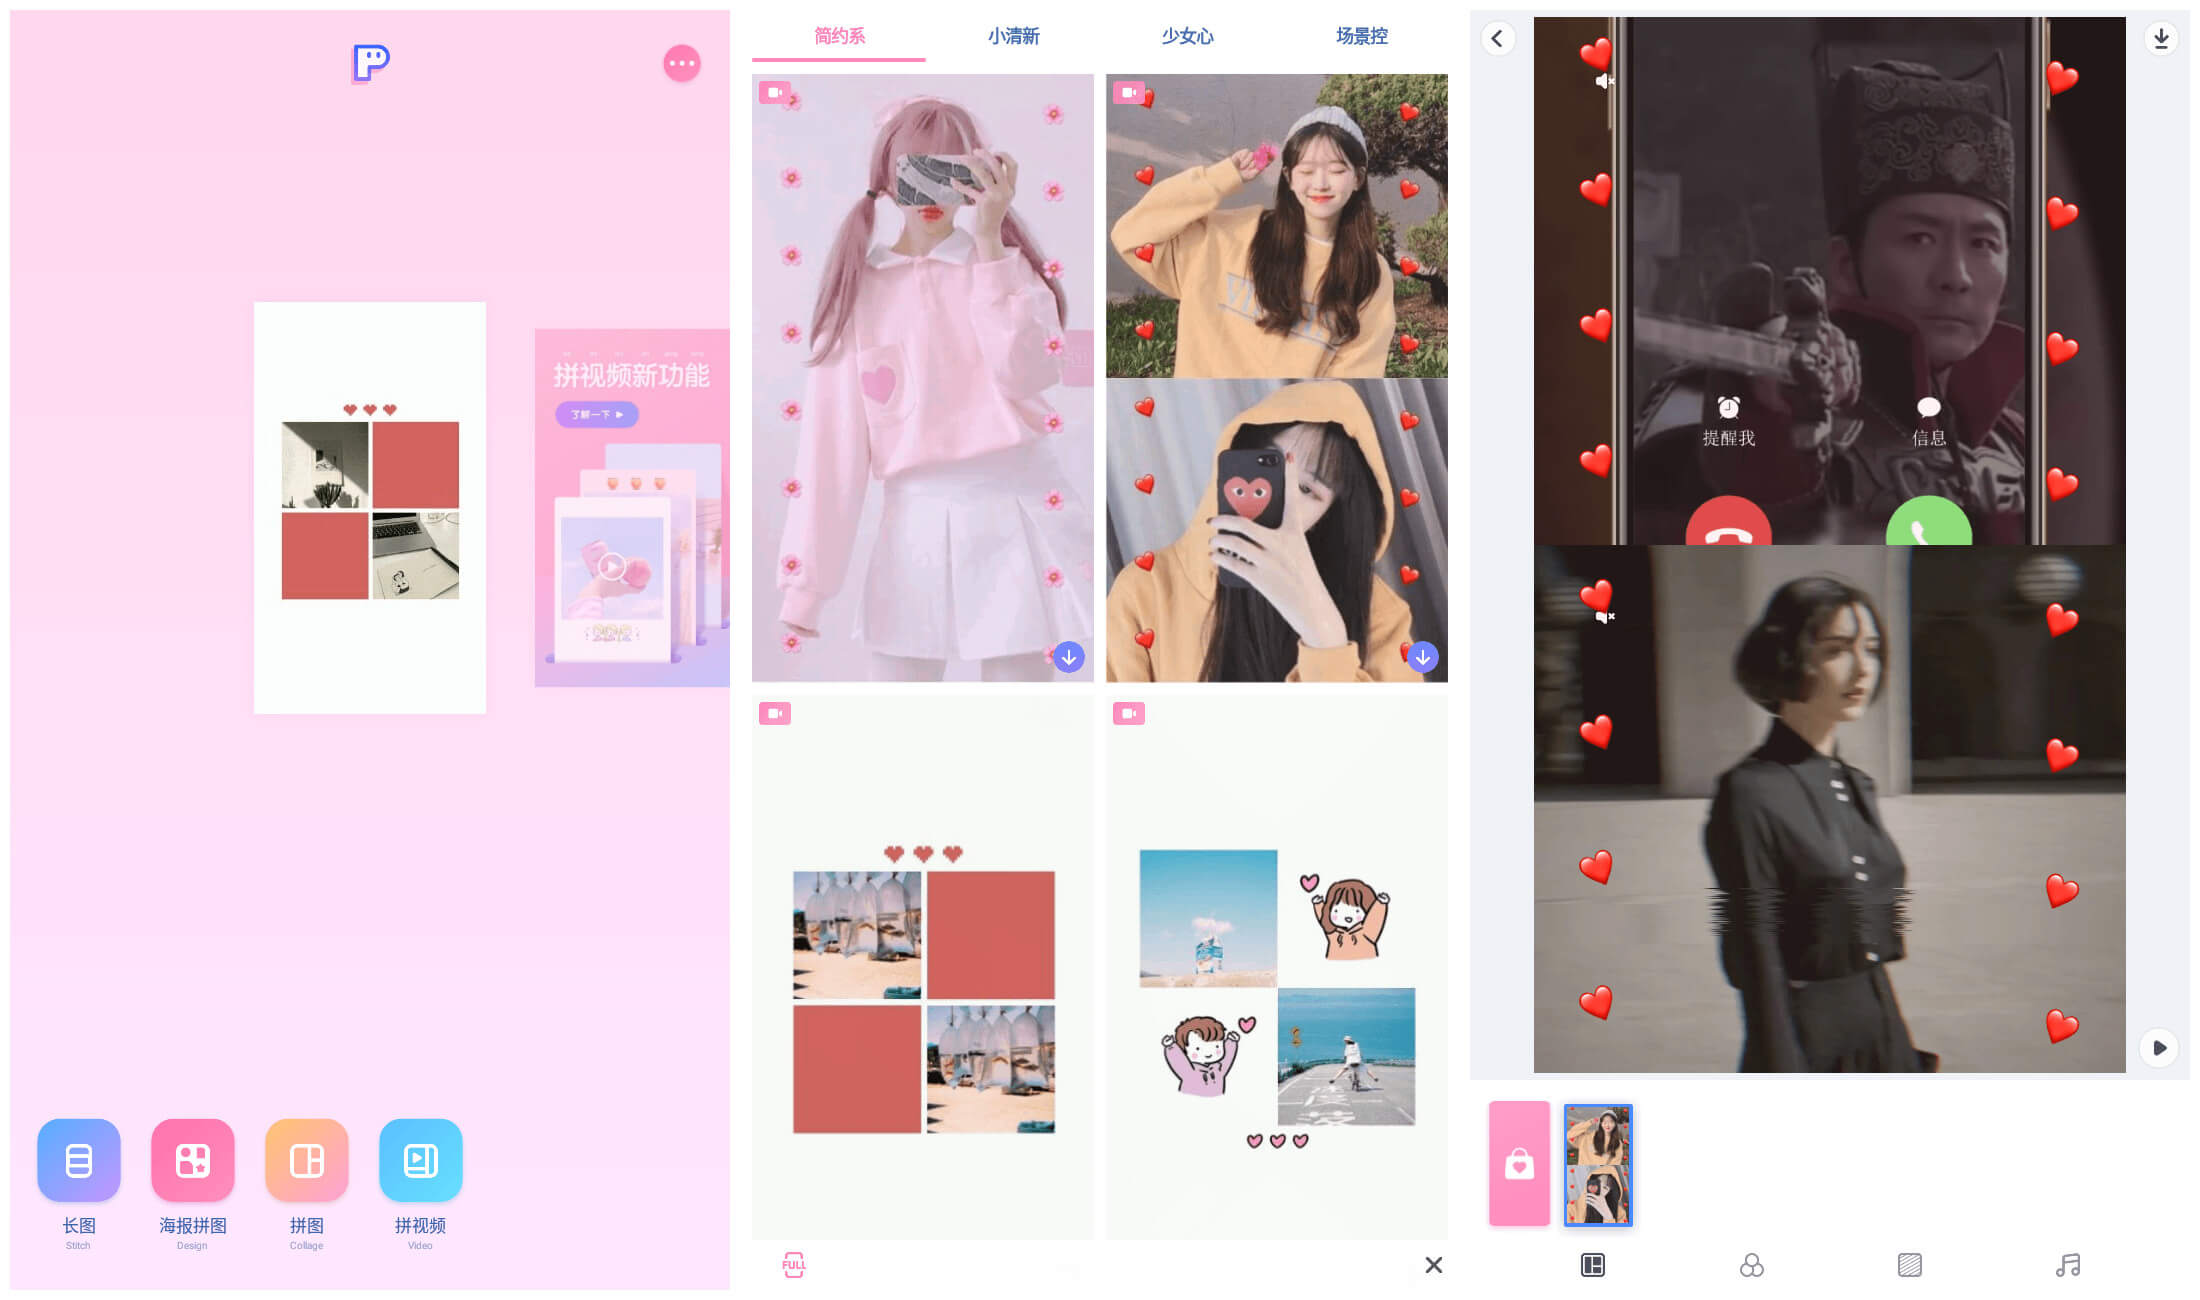 拼视频新功能
了解一下
长图
Stitch
海报拼图
Design
拼图
Collage
拼视频
Video
简约系
小清新
少女心
场景控
FULL
提醒我
信息